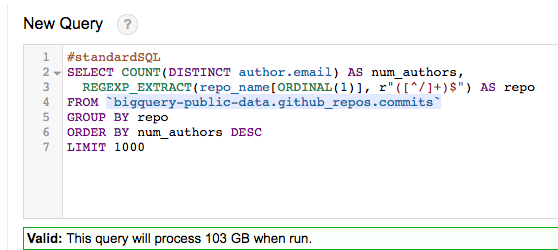 New Query ?
1 #standardSQL
2 SELECT COUNT(DISTINCT author.email) AS num_authors,
3 REGEXP_EXTRACT(repo_name[ORDINAL(1)], r"([^/]+)$") AS repo
4 FROM `bigquery-public-data.github_repos.commits`
5 GROUP BY repo
6 ORDER BY num_authors DESC
7 LIMIT 1000
Valid: This query will process 103 GB when run.